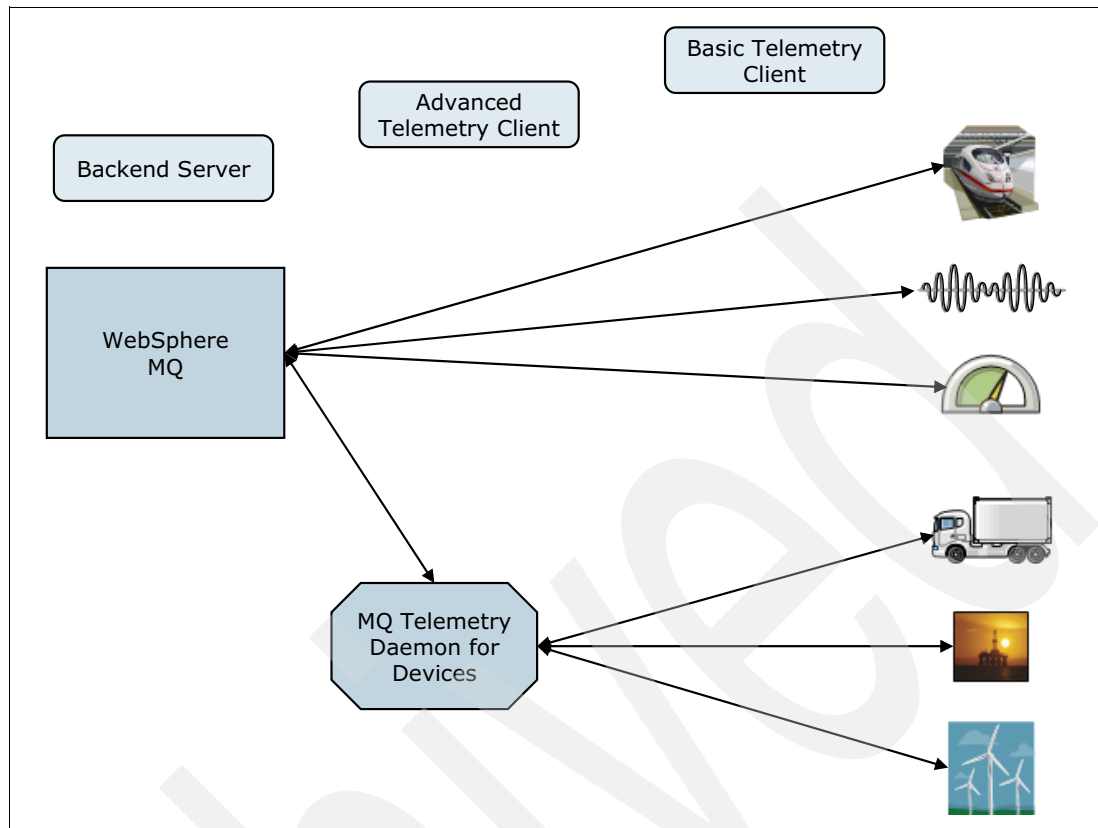 Basic Telemetry
Client
Advanced
Telemetry Client
Backend Server
WebSphere
MQ
MQ Telemetry
Daemon for
Devices